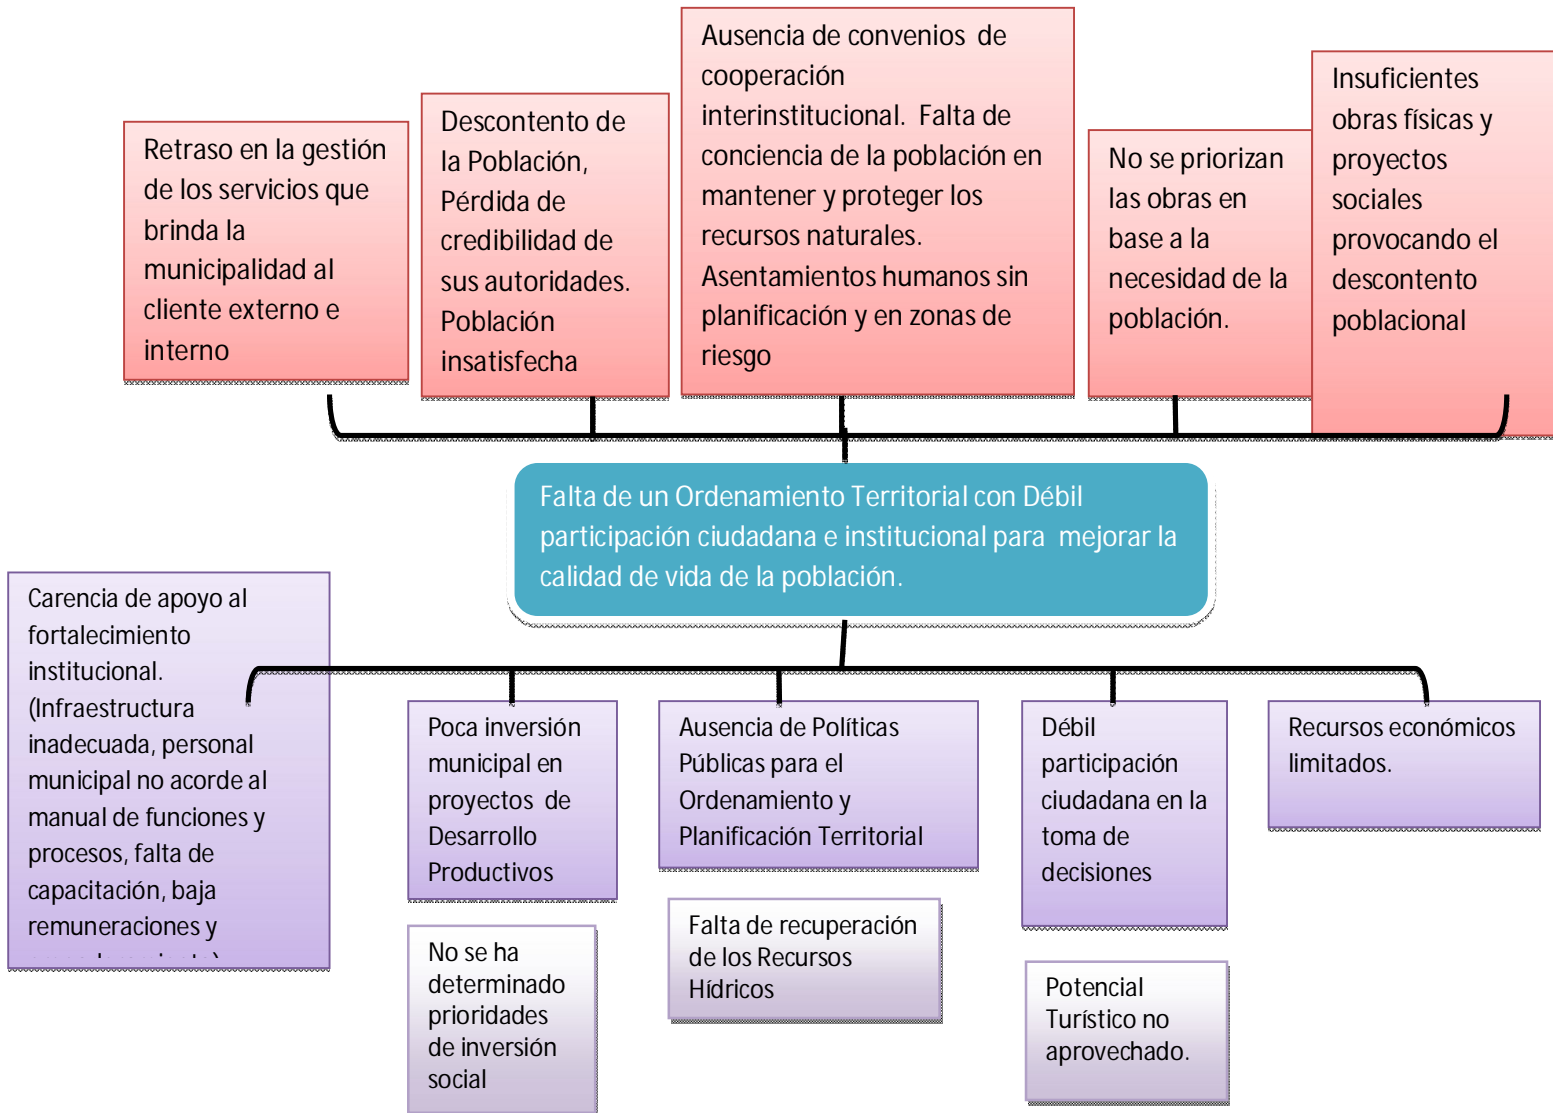 Retraso en la gestión
de los servicios que
brinda la
municipalidad al
cliente externo e
interno
Descontento de
la Población,
Pérdida de
credibilidad de
sus autoridades.
Población
insatisfecha
Ausencia de convenios de
cooperación
interinstitucional. Falta de
conciencia de la población en
mantener y proteger los
recursos naturales.
Asentamientos humanos sin
planificación y en zonas de
riesgo
No se priorizan
las obras en
base a la
necesidad de la
población.
Insuficientes
obras físicas y
proyectos
sociales
provocando el
descontento
poblacional
Falta de un Ordenamiento Territorial con Débil
participación ciudadana e institucional para mejorar la
calidad de vida de la población.
Carencia de apoyo al
fortalecimiento
institucional.
(Infraestructura
inadecuada, personal
municipal no acorde al
manual de funciones y
procesos, falta de
capacitación, baja
remuneraciones y
Poca inversión
municipal en
proyectos de
Desarrollo
Productivos
Ausencia de Políticas
Públicas para el
Ordenamiento y
Planificación Territorial
Débil
participación
ciudadana en la
toma de
decisiones
Recursos económicos
limitados.
No se ha
determinado
prioridades
de inversión
social
Falta de recuperación
de los Recursos
Hídricos
Potencial
Turístico no
aprovechado.